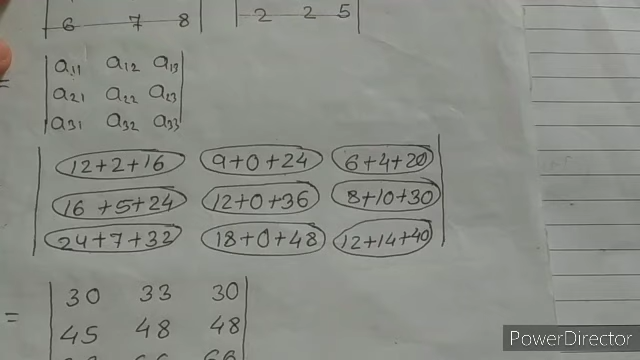 6 7 8 2 2 5
a11 a12 a13
= a21 a22 a23
a31 a32 a33
12+2+16 9+0+24 6+4+20
16+5+24 12+0+36 8+10+30
24+7+32 18+0+48 12+14+40
30 33 30
= 45 48 48
66 66
PowerDirector